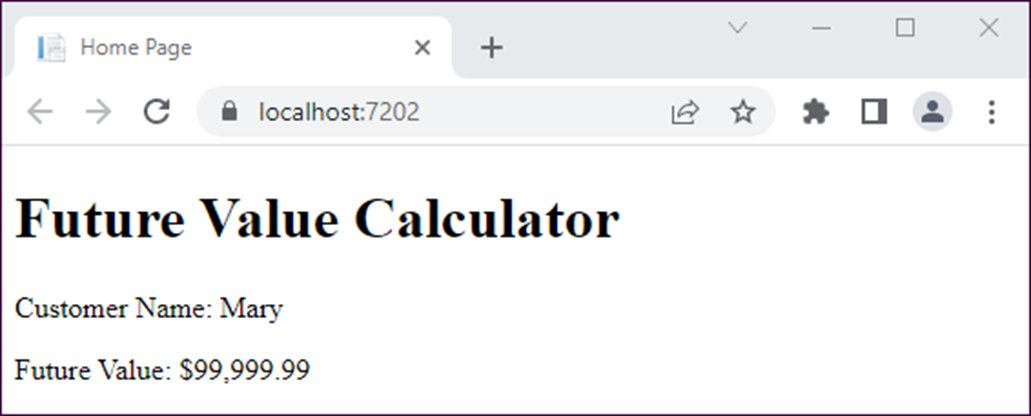 Home Page
localhost:7202
Future Value Calculator
Customer Name: Mary
Future Value: $99,999.99